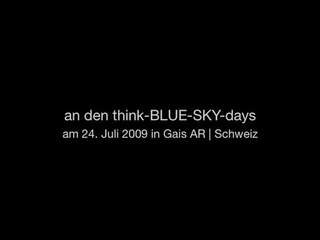 an den think-BLUE-SKY-days
am 24. Juli 2009 in Gais AR | Schweiz